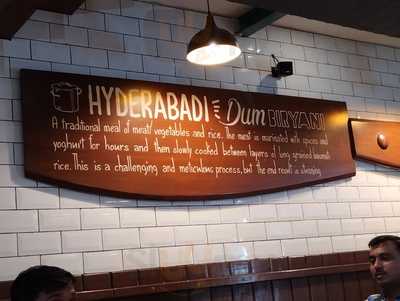 HYDERABADI Dum BIRYANI
A traditional meal of meat/ vegetables and rice. The meat is marinated with spices and
yoghurt for hours and then slowly cooked between layers of long grained basmati
rice. This is a challenging and meticulous process, but the end result is stunning.